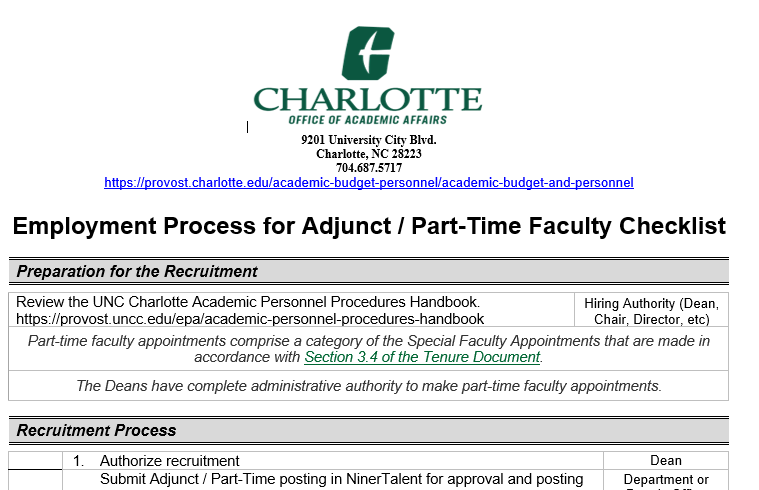 CHARLOTTE
OFFICE OF ACADEMIC AFFAIRS
9201 University City Blvd.
Charlotte, NC 28223
704.687.5717
https://provost.charlotte.edu/academic-budget-personnel/academic-budget-and-personnel
Employment Process for Adjunct / Part-Time Faculty Checklist
Preparation for the Recruitment
Review the UNC Charlotte Academic Personnel Procedures Handbook.
https://provost.uncc.edu/epa/academic-personnel-procedures-handbook
Hiring Authority (Dean,
Chair, Director, etc)
Part-time faculty appointments comprise a category of the Special Faculty Appointments that are made in
accordance with Section 3.4 of the Tenure Document.
The Deans have complete administrative authority to make part-time faculty appointments.
Recruitment Process
1. Authorize recruitment
Dean
Submit Adjunct / Part-Time posting in NinerTalent for approval and posting
Department or